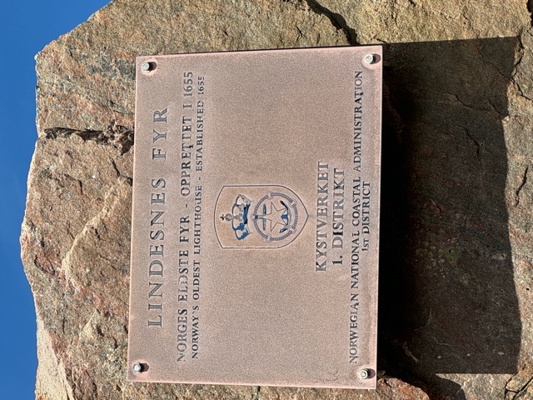 LINDESNES FYR
NORGES ELDSTE FYR - OPPRETTET I 1655
NORWAY'S OLDEST LIGHTHOUSE - ESTABLISHED 1655
KYSTVERKET
1. DISTRIKT
NORWEGIAN NATIONAL COASTAL ADMINISTRATION
1ST DISTRICT